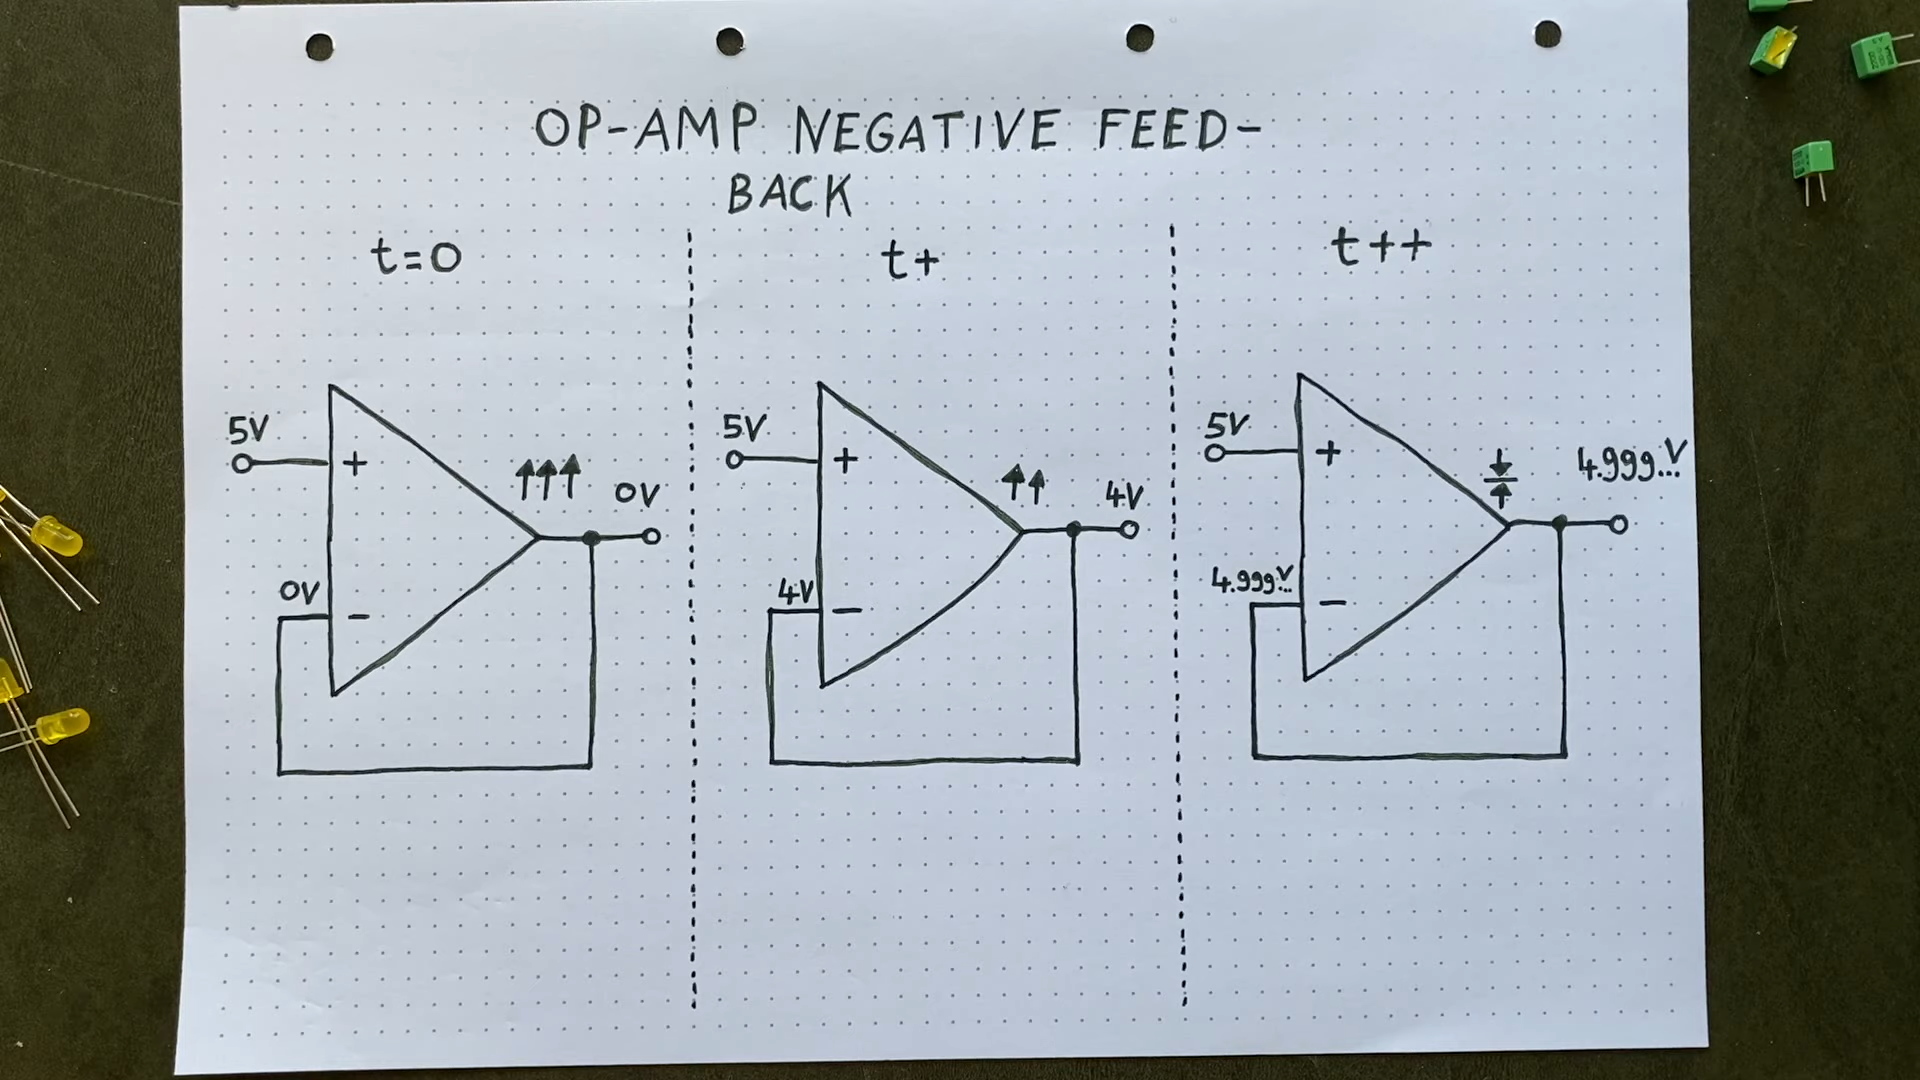 OP-AMP NEGATIVE FEED-
BACK
t=0
5V
+
0V
0V
-
t+
5V
+
4V
4V
-
t++
5V
+
4.999...V
4.999...V
-